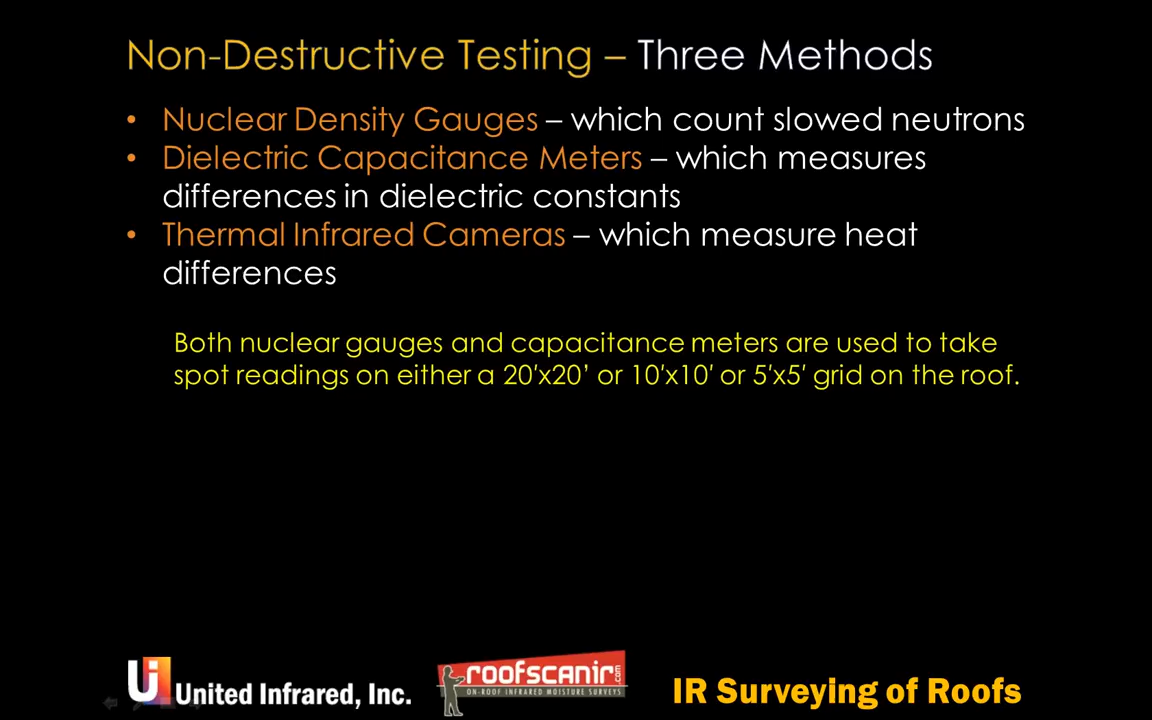 Non-Destructive Testing – Three Methods
• Nuclear Density Gauges – which count slowed neutrons
• Dielectric Capacitance Meters – which measures
differences in dielectric constants
• Thermal Infrared Cameras – which measure heat
differences
Both nuclear gauges and capacitance meters are used to take
spot readings on either a 20'x20’ or 10'x10' or 5'x5' grid on the roof.
Ui United Infrared, Inc.
roofscanir.com
ON-ROOF INFRARED MOISTURE SURVEYS
IR Surveying of Roofs